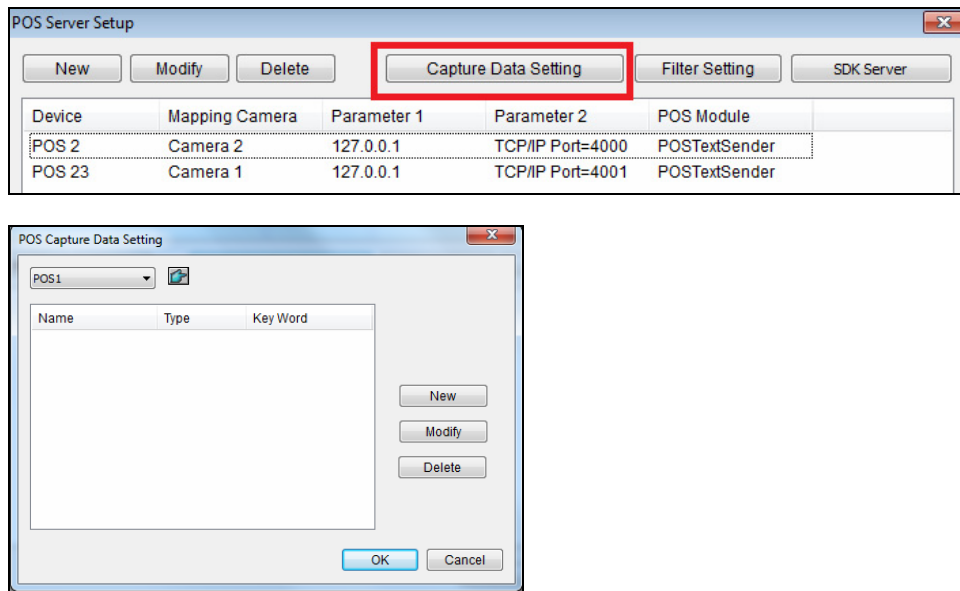 POS Server Setup
New Modify Delete Capture Data Setting Filter Setting SDK Server
Device Mapping Camera Parameter 1 Parameter 2 POS Module
POS 2 Camera 2 127.0.0.1 TCP/IP Port=4000 POSTextSender
POS 23 Camera 1 127.0.0.1 TCP/IP Port=4001 POSTextSender
POS Capture Data Setting
POS1
Name Type Key Word
New
Modify
Delete
OK Cancel